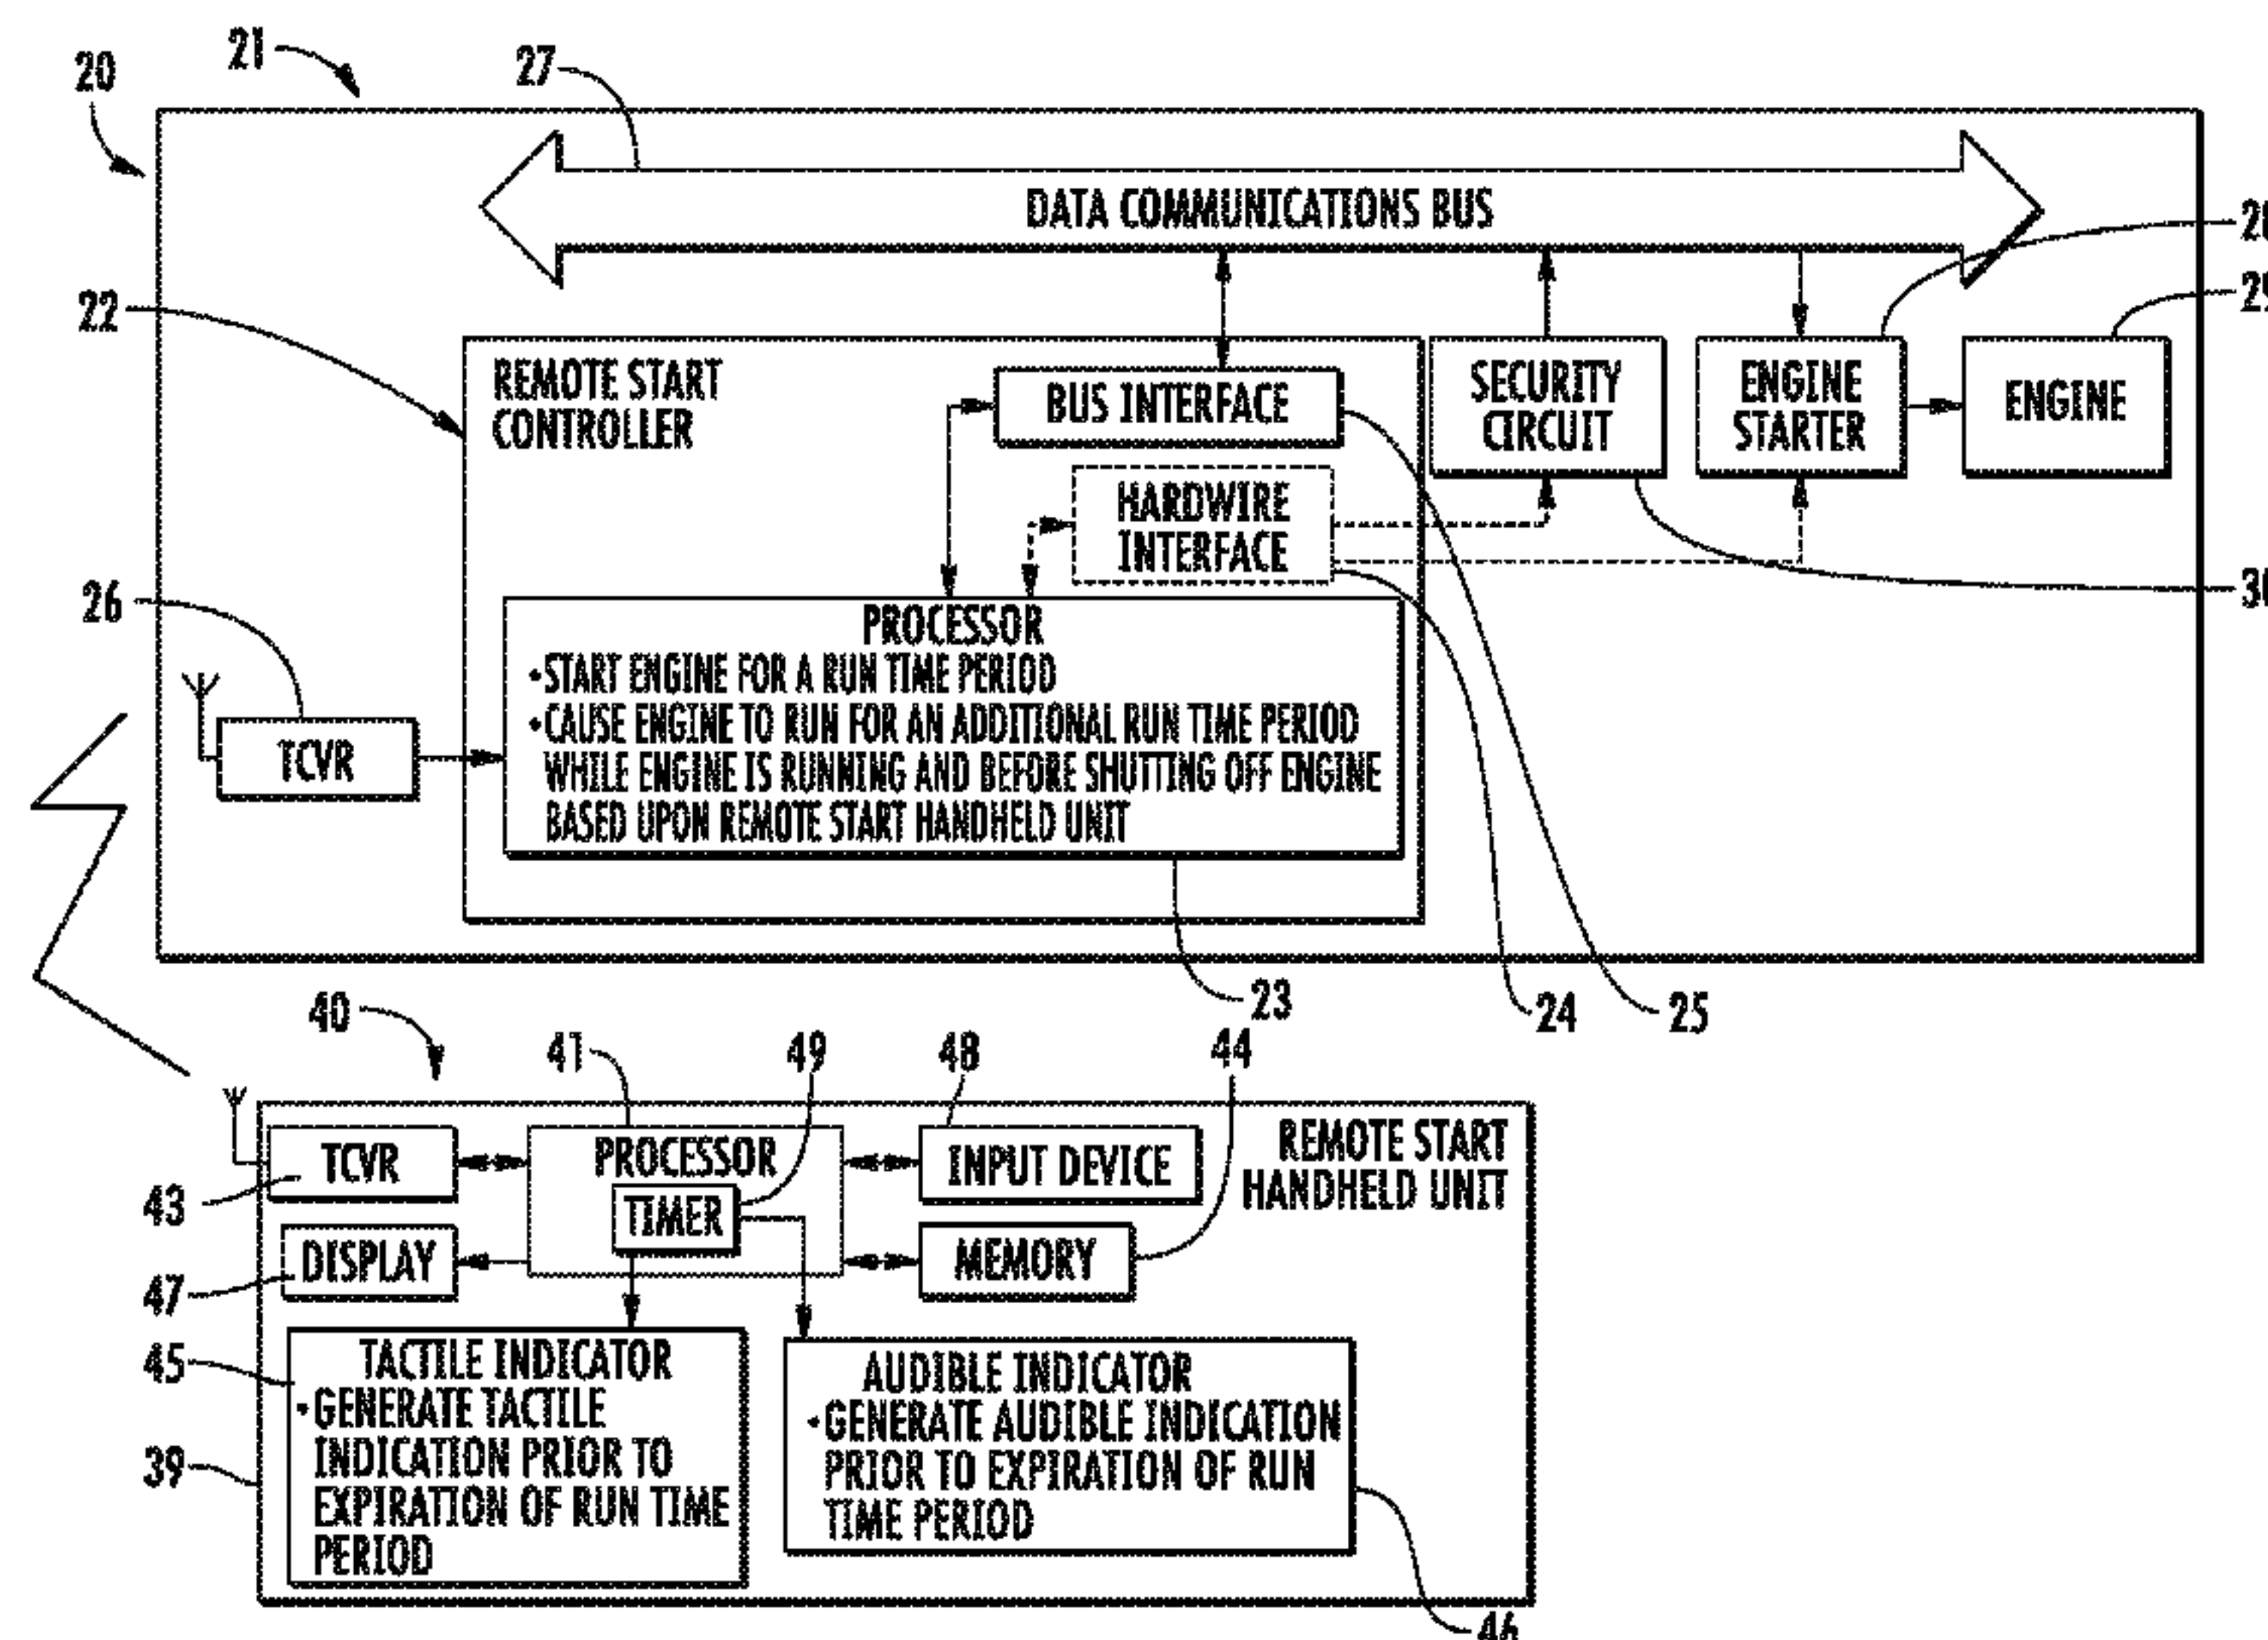 21
20
27
DATA COMMUNICATIONS BUS
22
REMOTE START
CONTROLLER
BUS INTERFACE
SECURITY
CIRCUIT
ENGINE
STARTER
ENGINE
HARDWIRE
INTERFACE
26
PROCESSOR
•START ENGINE FOR A RUN TIME PERIOD
•CAUSE ENGINE TO RUN FOR AN ADDITIONAL RUN TIME PERIOD
WHILE ENGINE IS RUNNING AND BEFORE SHUTTING OFF ENGINE
BASED UPON REMOTE START HANDHELD UNIT
TCVR
23
24
25
40
41
49
48
44
TCVR
PROCESSOR
TIMER
INPUT DEVICE
REMOTE START
HANDHELD UNIT
43
DISPLAY
MEMORY
47
45
TACTILE INDICATOR
•GENERATE TACTILE
INDICATION PRIOR TO
EXPIRATION OF RUN TIME
PERIOD
AUDIBLE INDICATOR
•GENERATE AUDIBLE INDICATION
PRIOR TO EXPIRATION OF RUN
TIME PERIOD
39
46